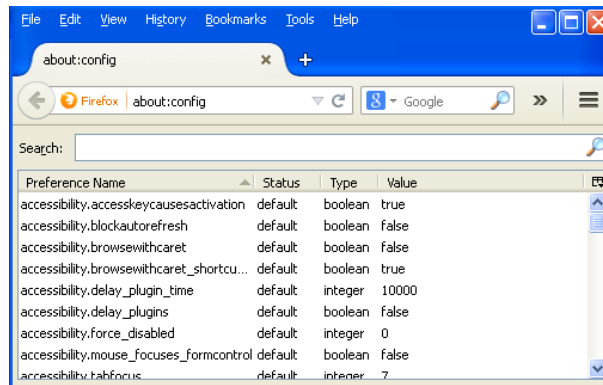 File Edit View History Bookmarks Tools Help
about:config
Firefox about:config 8 Google
Search:
Preference Name Status Type Value
accessibility.accesskeycausesactivation default boolean true
accessibility.blockautorefresh default boolean false
accessibility.browsewithcaret default boolean false
accessibility.browsewithcaret_shortcu... default boolean true
accessibility.delay_plugin_time default integer 10000
accessibility.delay_plugins default boolean false
accessibility.force_disabled default integer 0
accessibility.mouse_focuses_formcontrol default boolean false
accessibility.tabfocus default integer 7